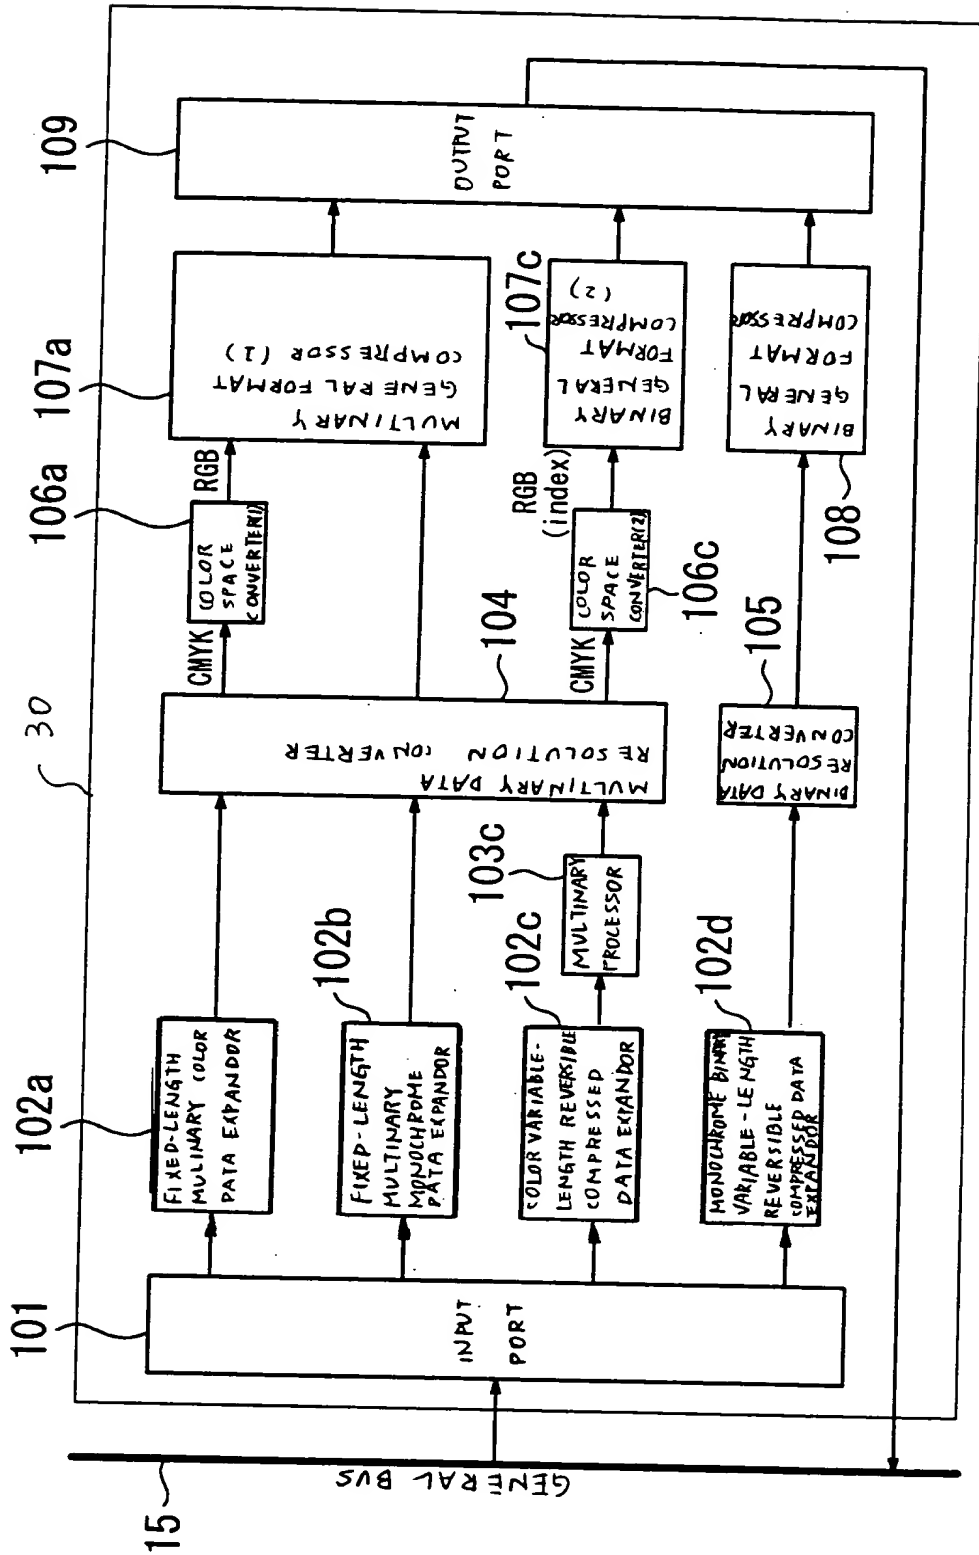 30
15
GENERAL BUS
101
INPUT
PORT
102a
FIXED-LENGTH
MULINARY COLOR
DATA EXPANDOR
102b
FIXED-LENGTH
MULTINARY
MONOCHROME
DATA EXPANDOR
102c
COLOR VARIABLE-
LENGTH REVERSIBLE
COMPRESSED
DATA EXPANDOR
102d
MONOCHROME BINARY
VARIABLE-LENGTH
REVERSIBLE
COMPRESSED DATA
EXPANDOR
103c
MULTINARY
PROCESSOR
104
MULTINARY DATA
RESOLUTION CONVERTER
105
BINARY DATA
RESOLUTION
CONVERTER
CMYK
106a
COLOR
SPACE
CONVERTER(1)
RGB
CMYK
106c
COLOR
SPACE
CONVERTER(2)
RGB
(index)
107a
MULTINARY
GENERAL FORMAT
COMPRESSOR (1)
107c
BINARY
GENERAL
FORMAT
COMPRESSOR
(2)
108
BINARY
GENERAL
FORMAT
COMPRESSOR
109
OUTPUT
PORT